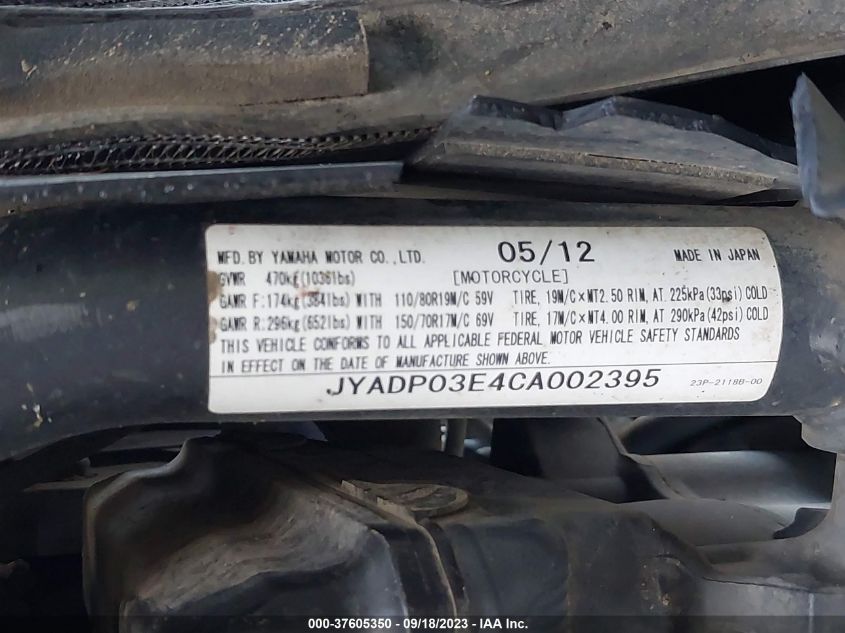 MFD. BY YAMAHA MOTOR CO.,LTD. 05/12 MADE IN JAPAN
GVWR 470kg(1036lbs) [MOTORCYCLE]
GAWR F:174kg(384lbs) WITH 110/80R19M/C 59V TIRE, 19M/C×MT2.50 RIM, AT 225kPa(33psi)COLD
GAWR R:296kg(652lbs) WITH 150/70R17M/C 69V TIRE, 17M/C×MT4.00 RIM, AT 290kPa(42psi)COLD
THIS VEHICLE CONFORMS TO ALL APPLICABLE FEDERAL MOTOR VEHICLE SAFETY STANDARDS
IN EFFECT ON THE DATE OF MANUFACTURE SHOWN ABOVE.
JYADP03E4CA002395 23P-2118B-00
000-37605350 - 09/18/2023 - IAA Inc.